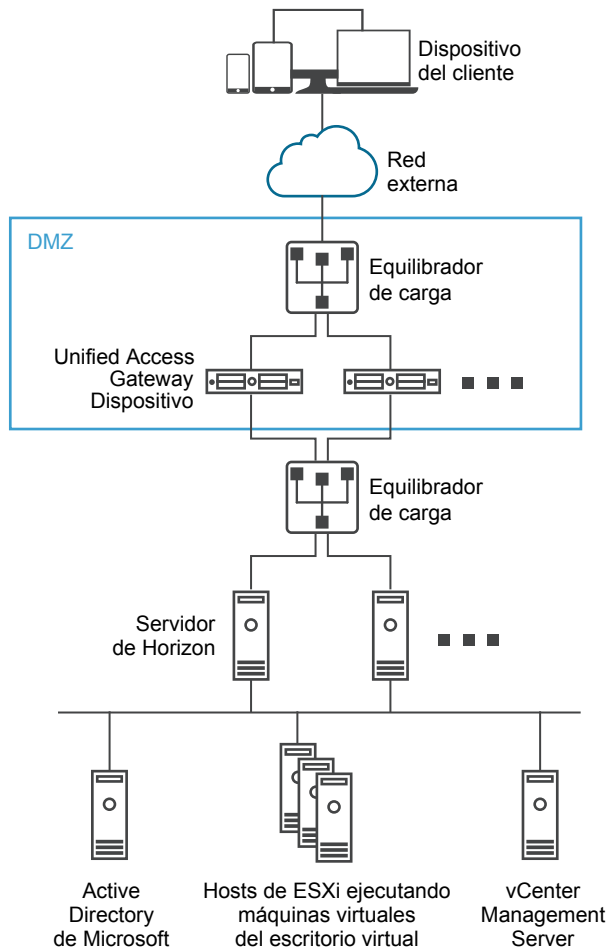 Dispositivo
del cliente
Red
externa
DMZ
Equilibrador
de carga
Unified Access
Gateway
Dispositivo
Equilibrador
de carga
Servidor
de Horizon
Active
Directory
de Microsoft
Hosts de ESXi ejecutando
máquinas virtuales
del escritorio virtual
vCenter
Management
Server